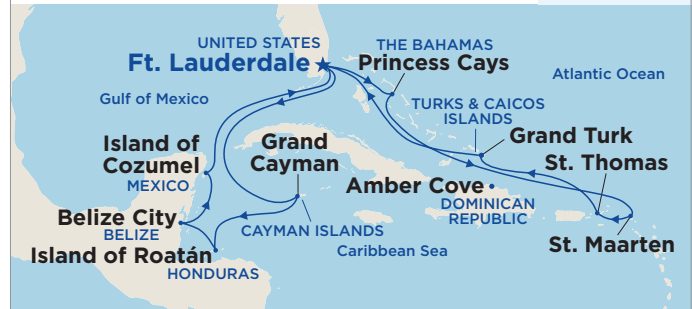 UNITED STATES
Ft. Lauderdale
THE BAHAMAS
Princess Cays
Atlantic Ocean
Gulf of Mexico
TURKS & CAICOS
ISLANDS
Grand Turk
Island of
Cozumel
MEXICO
Grand
Cayman
St. Thomas
Amber Cove
DOMINICAN
REPUBLIC
Belize City
BELIZE
CAYMAN ISLANDS
Caribbean Sea
St. Maarten
Island of Roatán
HONDURAS